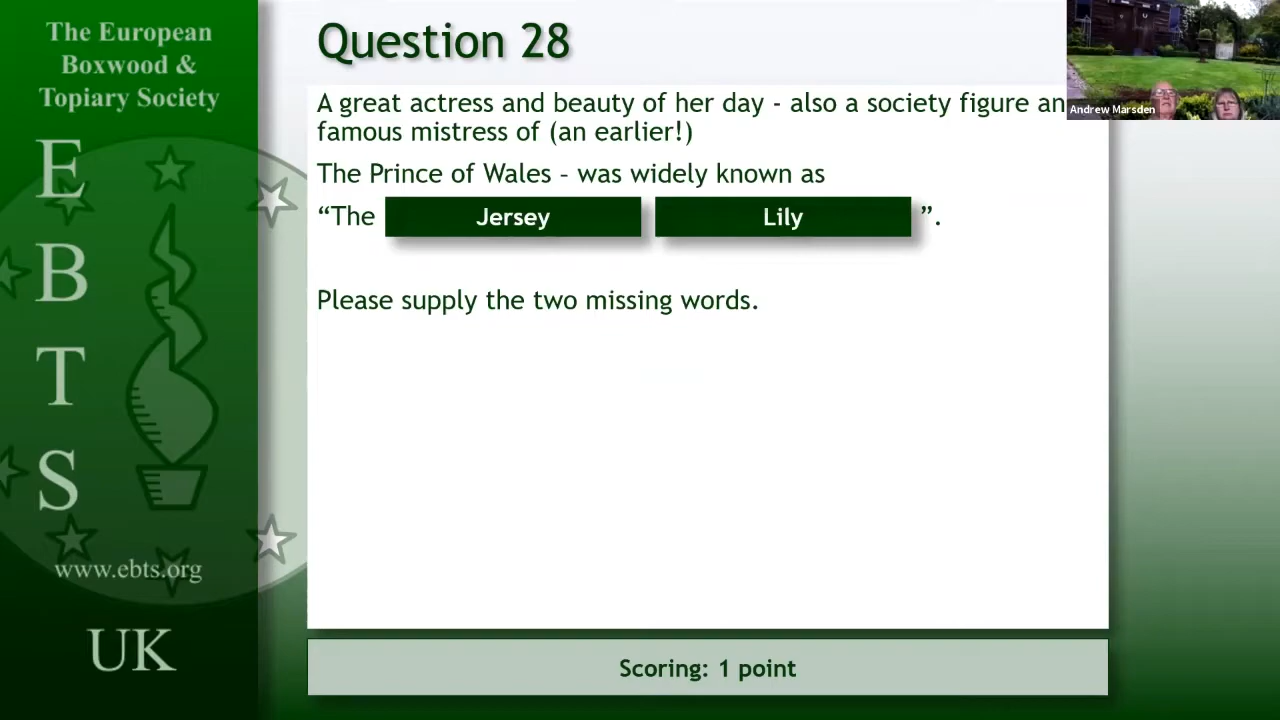 The European
Boxwood &
Topiary Society
E
B
T
S
www.ebts.org
UK
Question 28
A great actress and beauty of her day - also a society figure an
famous mistress of (an earlier!)
The Prince of Wales – was widely known as
“The Jersey Lily ”.
Please supply the two missing words.
Scoring: 1 point
Andrew Marsden